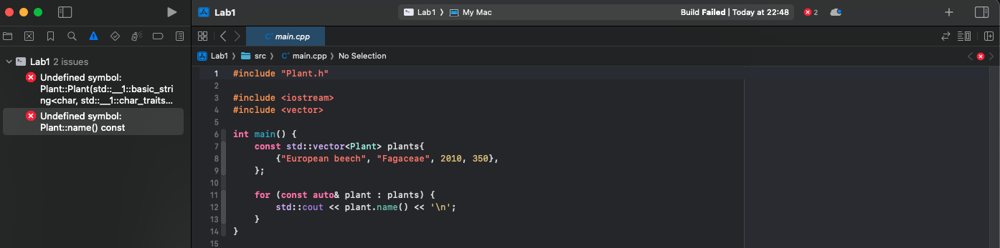 Lab1
Lab1 〉 My Mac
Build Failed | Today at 22:48
2
main.cpp
Lab1 〉 src 〉 main.cpp 〉 No Selection
Lab1 2 issues
Undefined symbol:
Plant::Plant(std::__1::basic_stri
ng<char, std::__1::char_traits...
Undefined symbol:
Plant::name() const
1 #include "Plant.h"
2
3 #include <iostream>
4 #include <vector>
5
6 int main() {
7     const std::vector<Plant> plants{
8         {"European beech", "Fagaceae", 2010, 350},
9     };
10
11     for (const auto& plant : plants) {
12         std::cout << plant.name() << '\n';
13     }
14 }
15